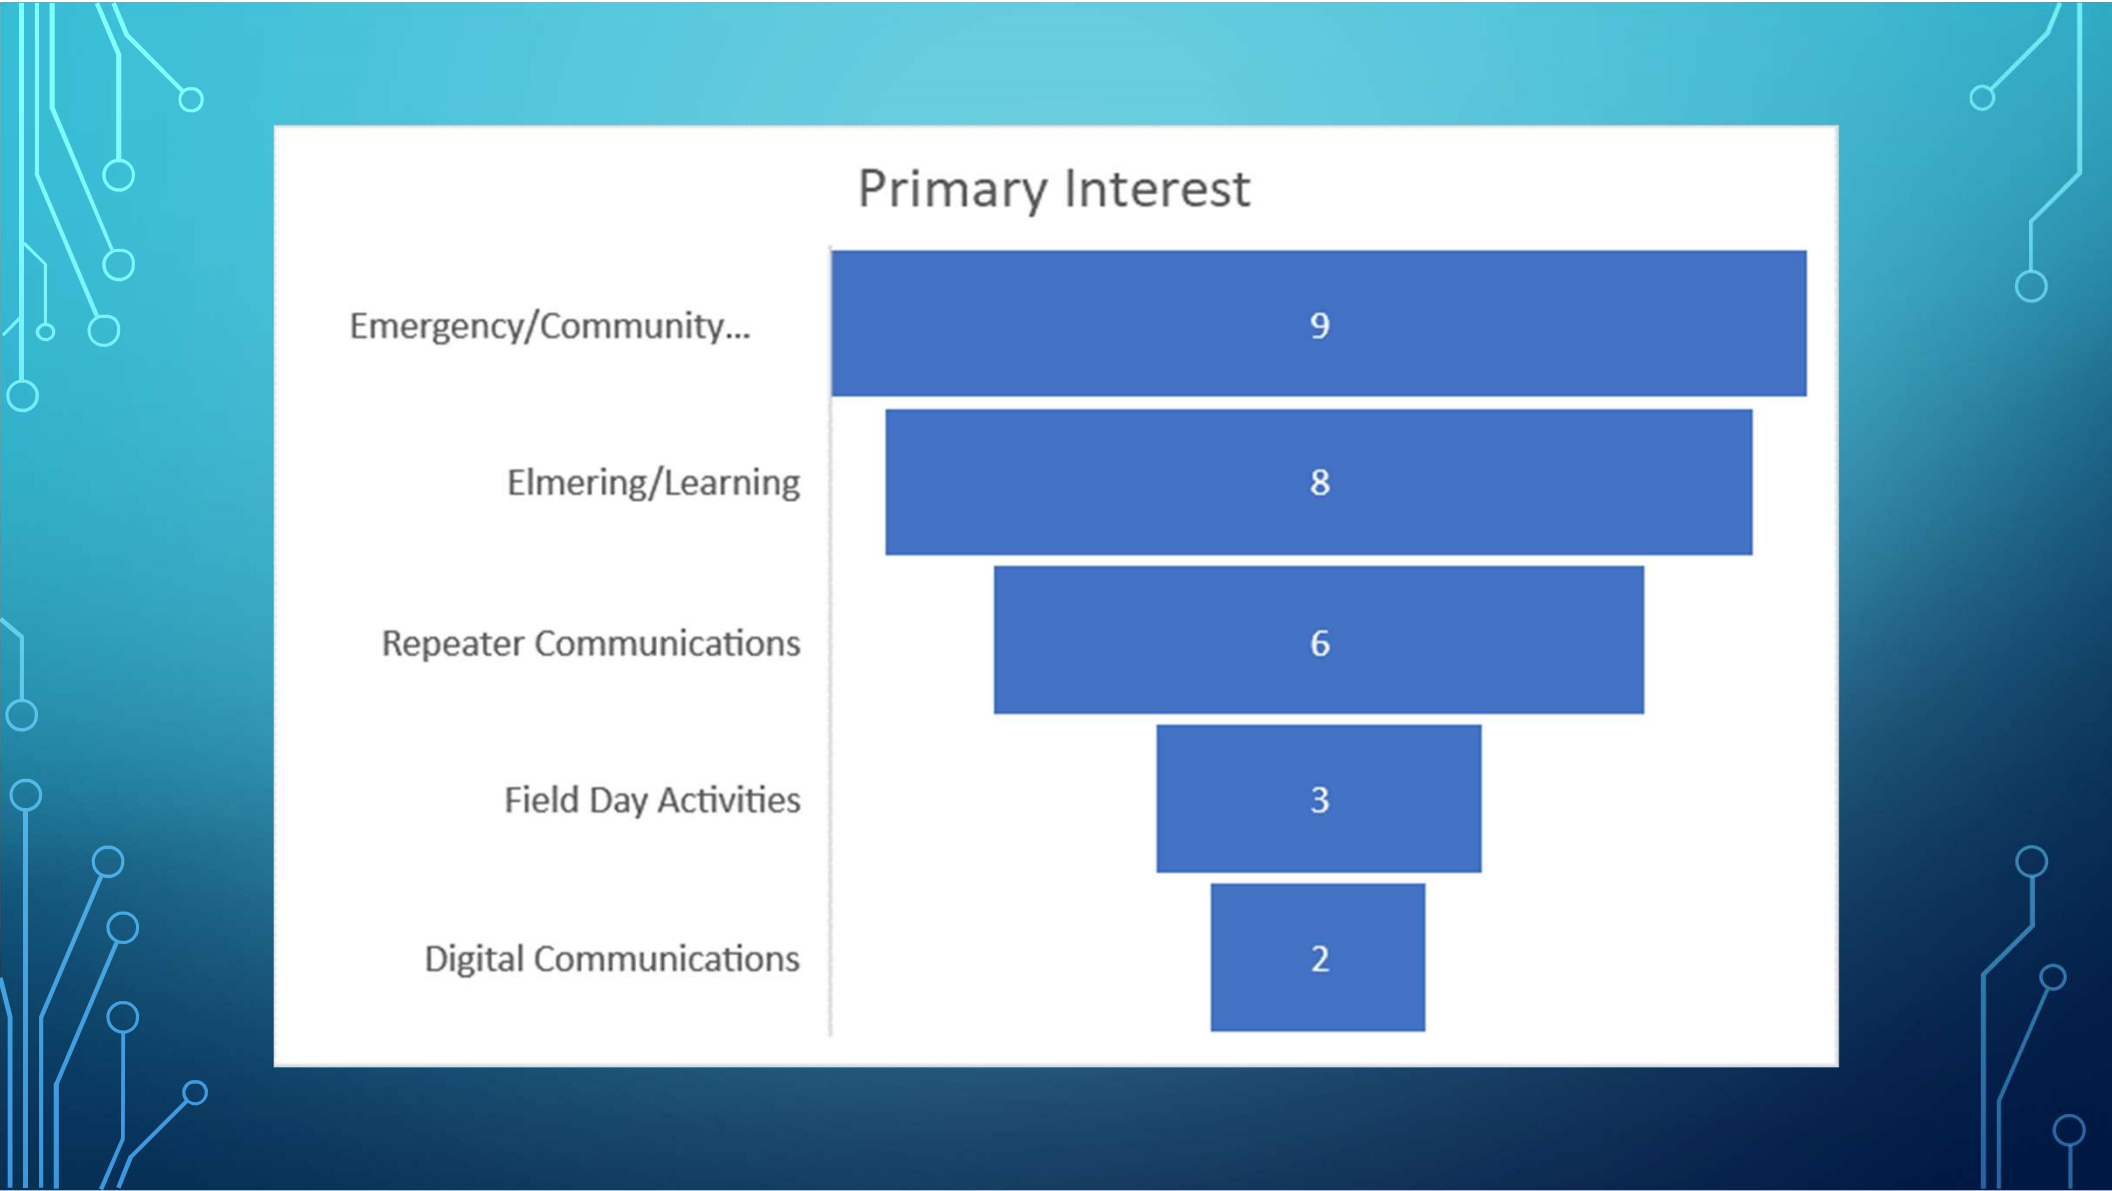 Primary Interest
Emergency/Community...
9
Elmering/Learning
8
Repeater Communications
6
Field Day Activities
3
Digital Communications
2